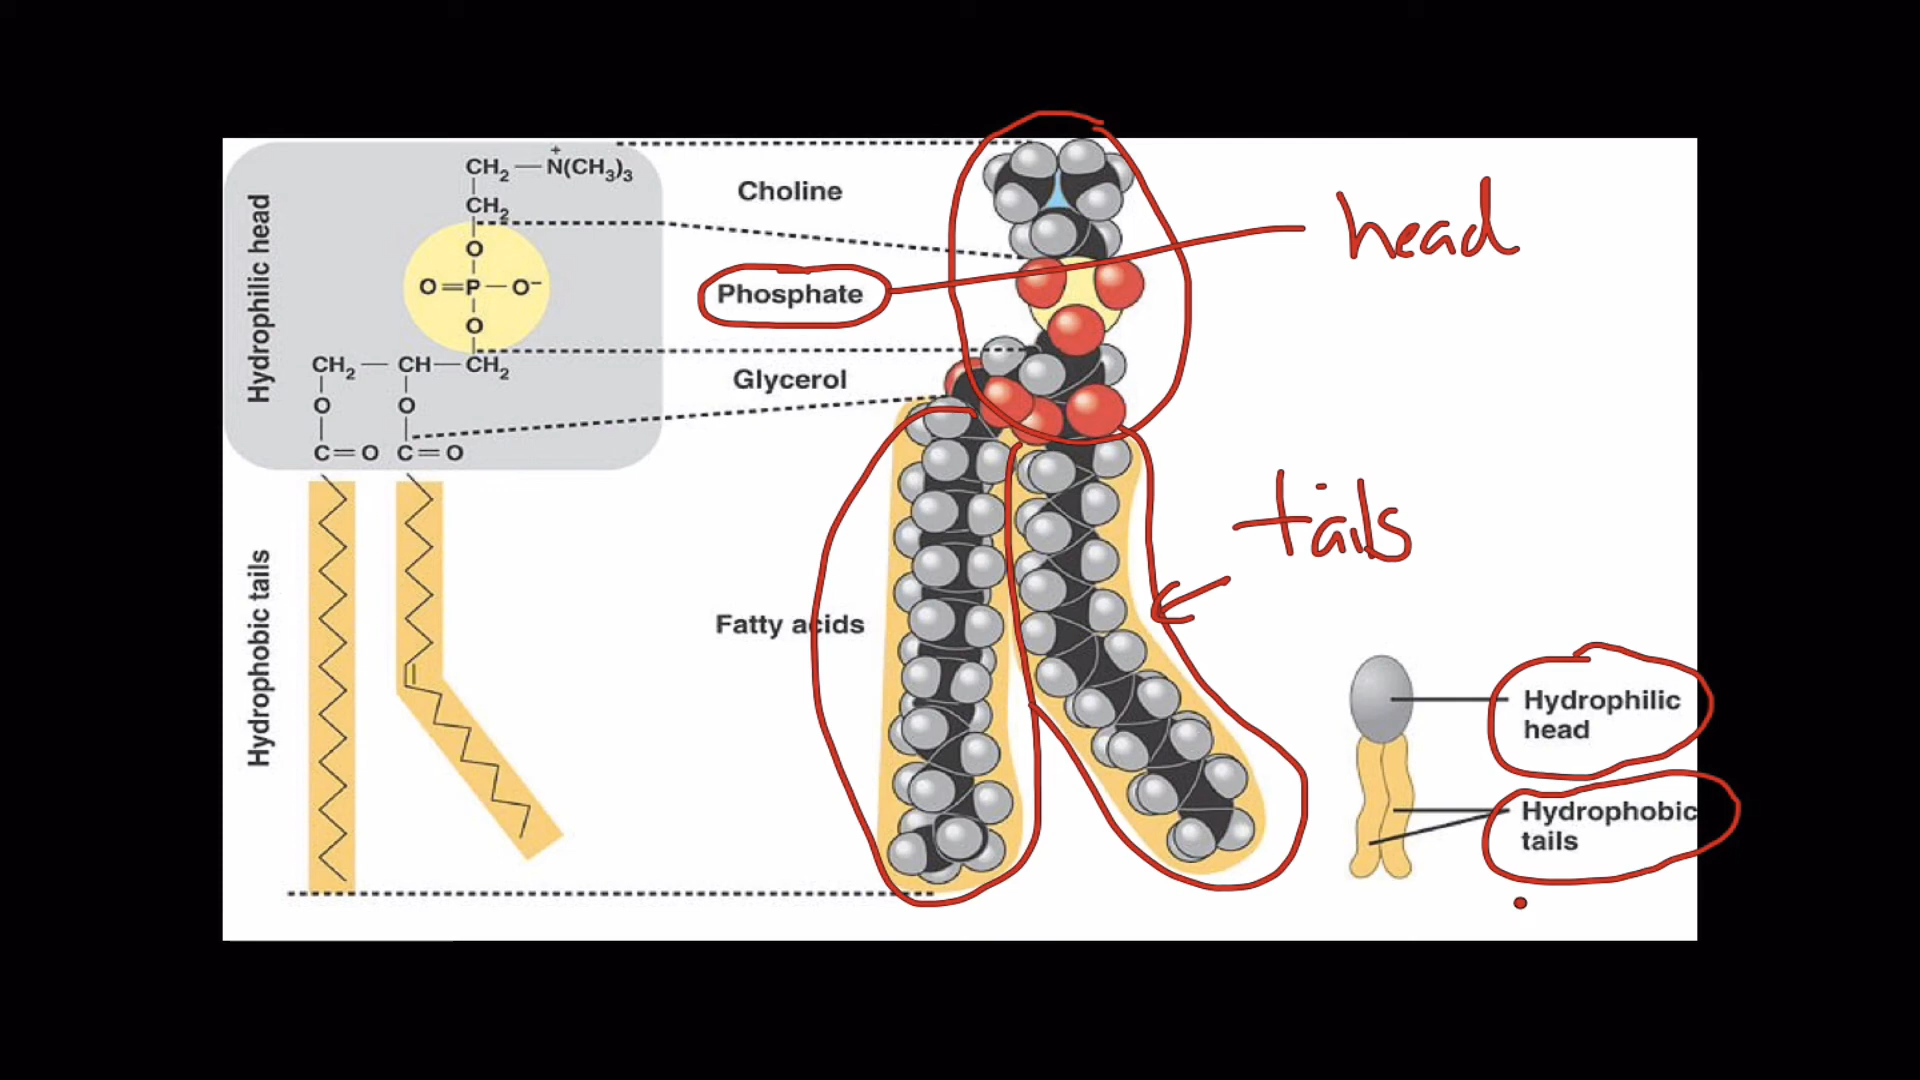 Hydrophilic head
CH2 — N+(CH3)3
CH2
O
O = P — O−
O
CH2 — CH — CH2
O O
C = O C = O
Hydrophobic tails
Choline
Phosphate
Glycerol
Fatty acids
head
tails
Hydrophilic
head
Hydrophobic
tails